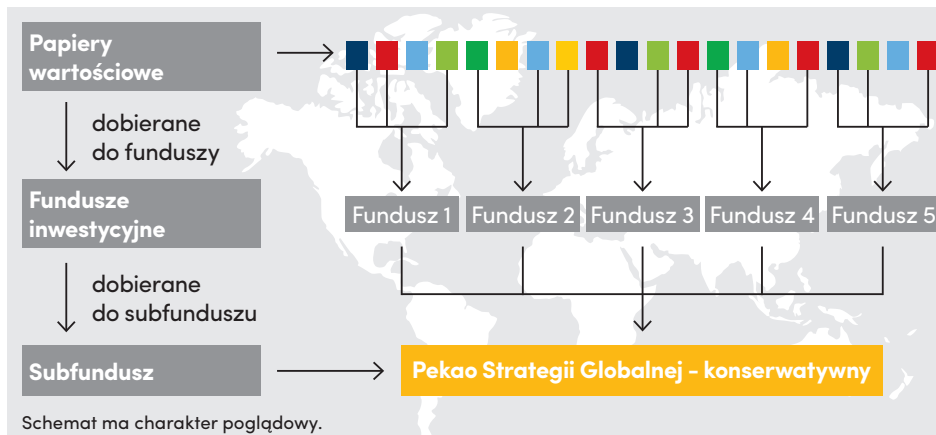 Papiery
wartościowe
dobierane
do funduszy
Fundusze
inwestycyjne
Fundusz 1
Fundusz 2
Fundusz 3
Fundusz 4
Fundusz 5
dobierane
do subfunduszu
Subfundusz
Pekao Strategii Globalnej - konserwatywny
Schemat ma charakter poglądowy.